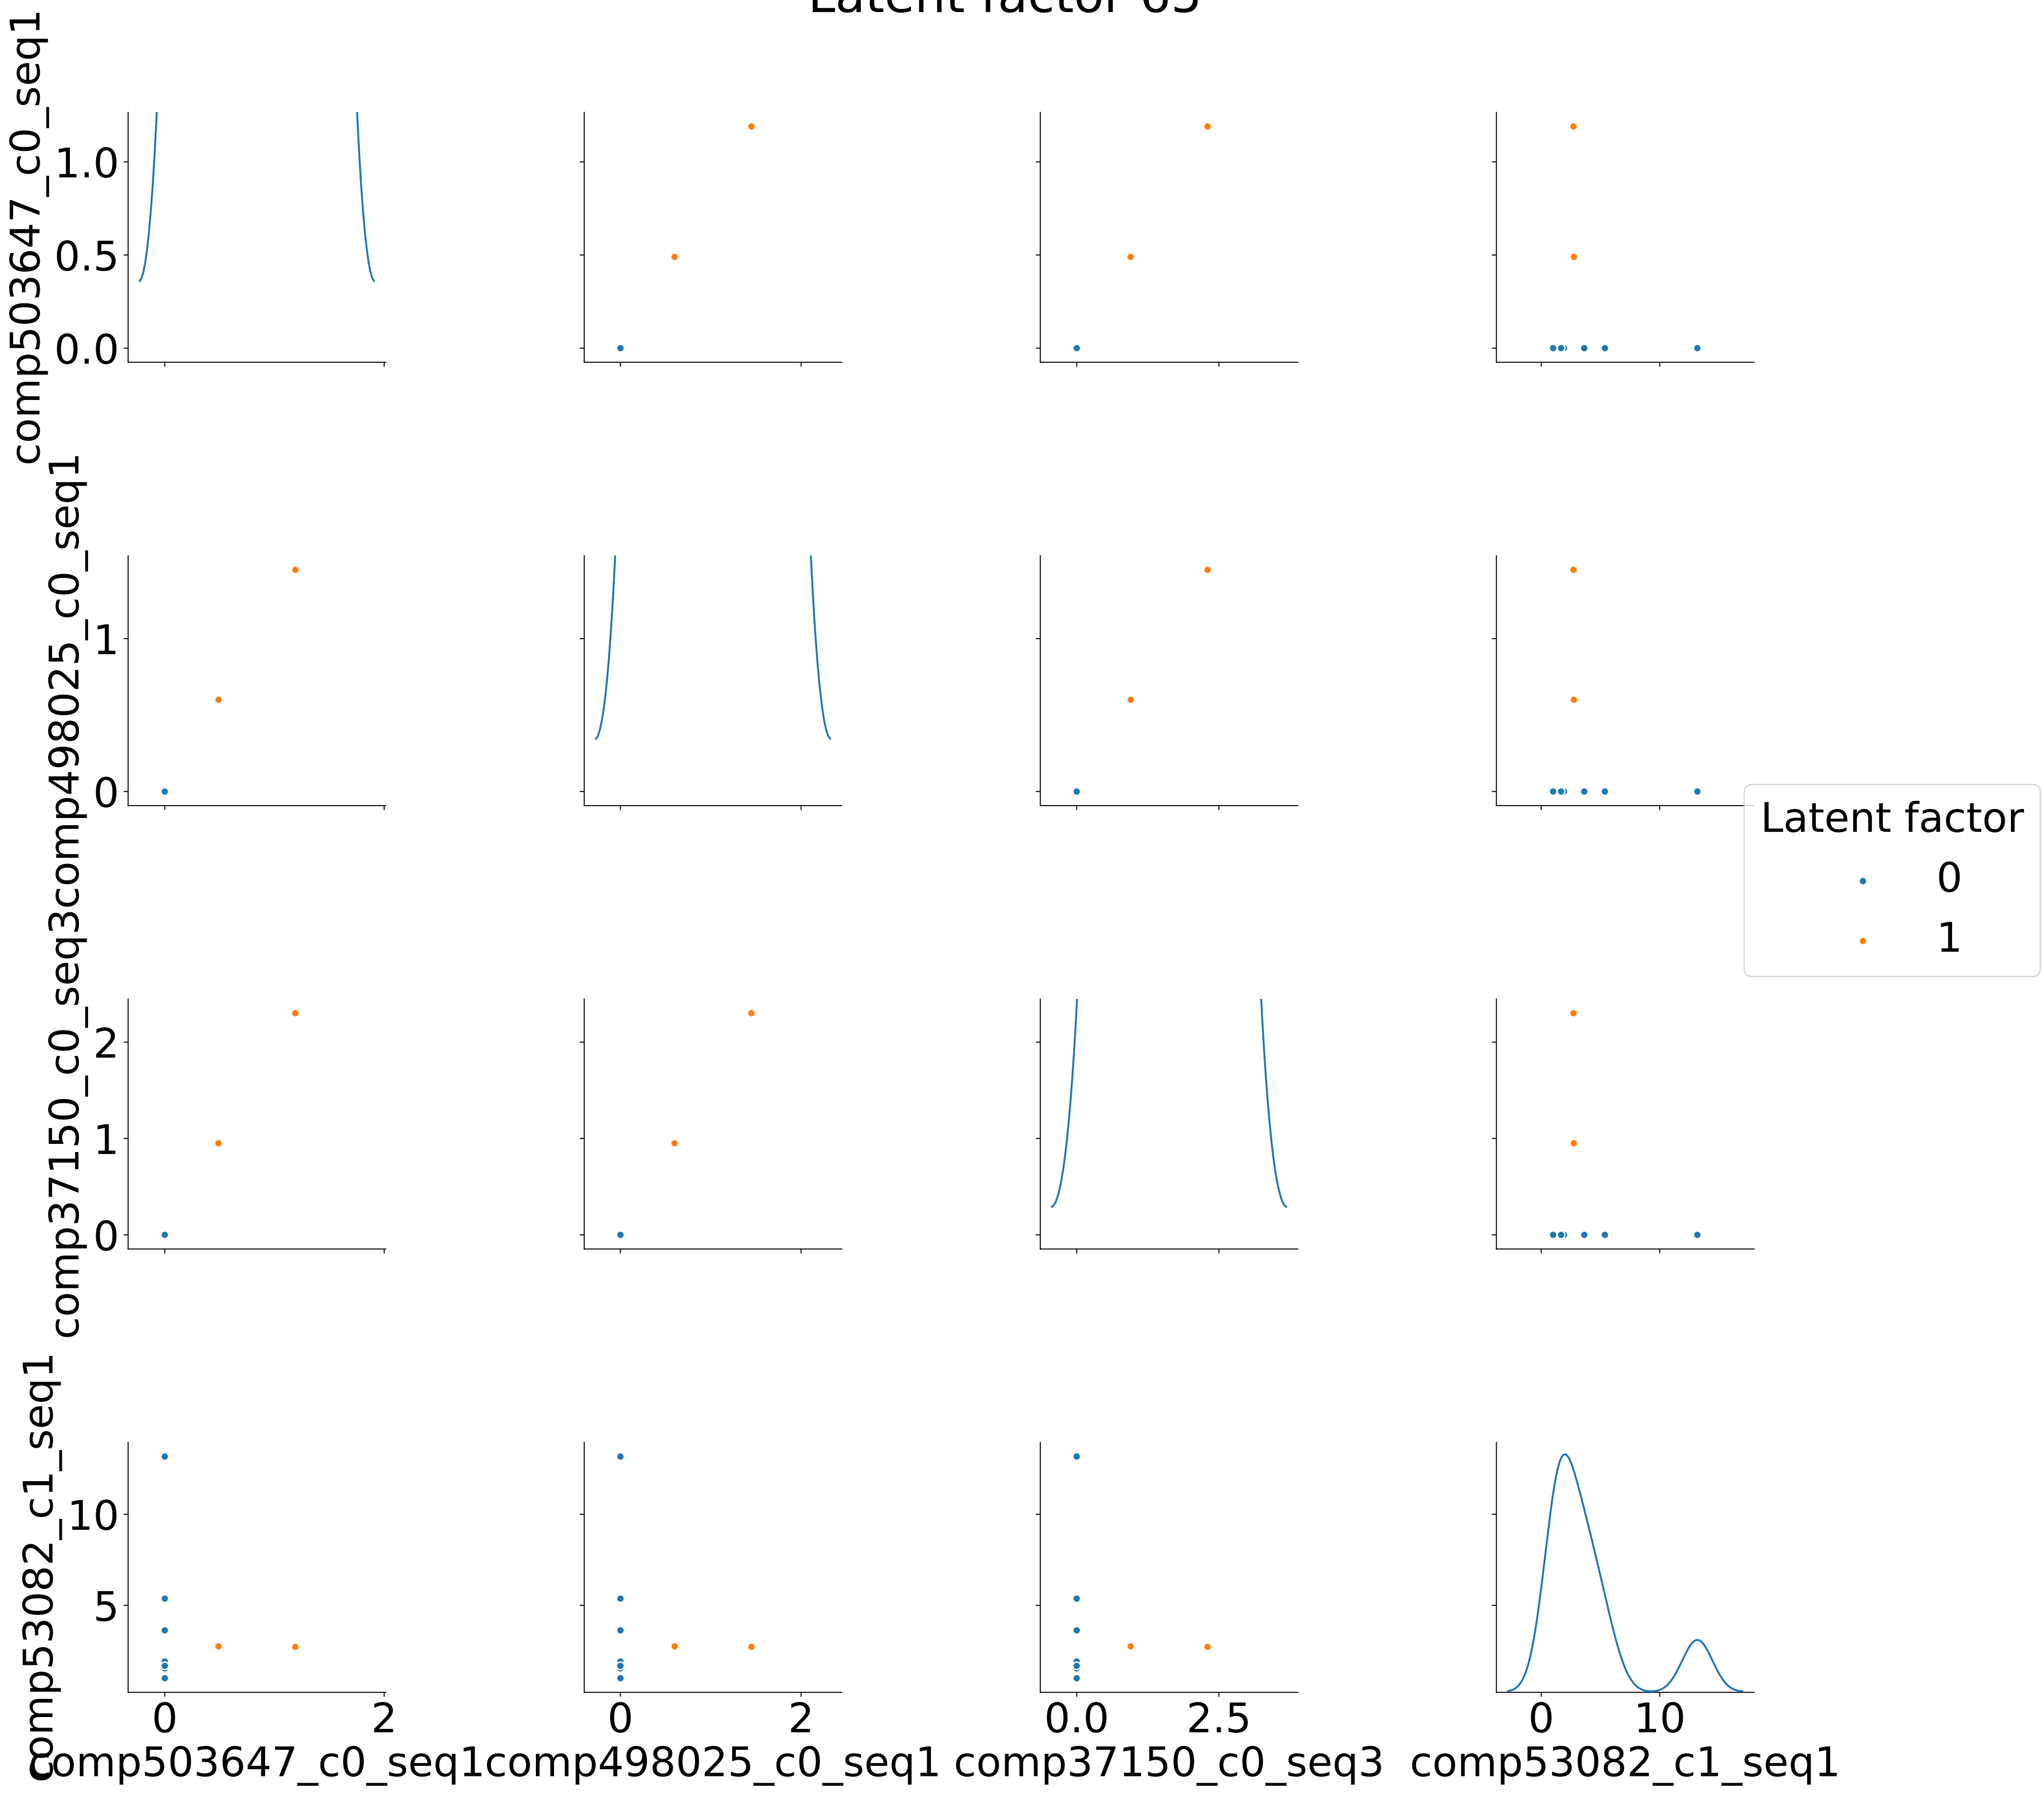 Latent factor 63
comp503647_c0_seq1
1.0
0.5
0.0
comp498025_c0_seq1
1
0
Latent factor
0
1
comp37150_c0_seq3
2
1
0
comp53082_c1_seq1
10
5
0 2 0 2 0.0 2.5 0 10
comp503647_c0_seq1 comp498025_c0_seq1 comp37150_c0_seq3 comp53082_c1_seq1